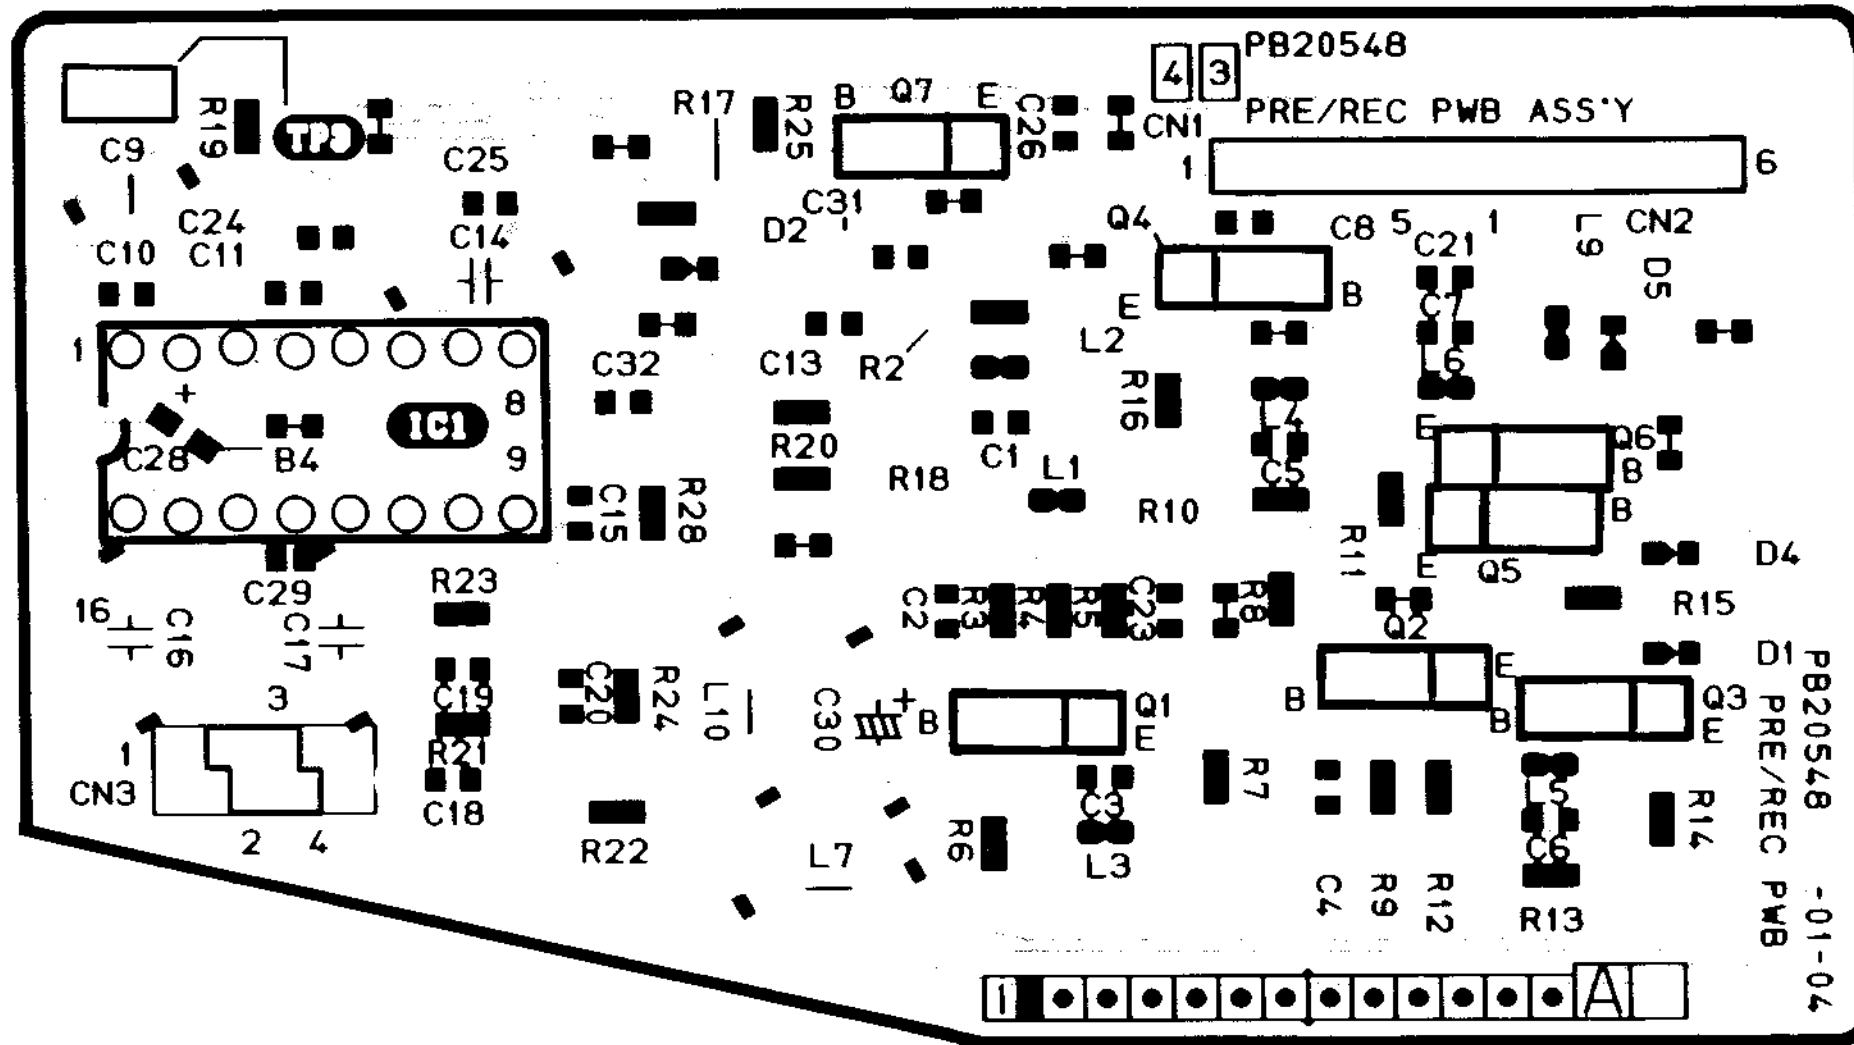 PB20548
4 3
PRE/REC PWB ASS'Y
R17 B Q7 E
R19
TP3
R25
C26
CN1
C9
C25
1 6
C24
C31
D2
Q4
C8 5 1
L9
CN2
C10 C11 C14
C21
D5
E B
C7
1
C32 C13 R2 L2
L6
R16
+
8
IC1
L4
E Q6
C28 B4 9
R20
R18
C1
L1
C5
B
C15
R28
R10
B
R11
E Q5
D4
C29
R23
16
C16
C17
C2
R3
R4
R5
C23
R8
Q2
R15
3
C19
C20
R24
L10
C30
+
B Q1
E
E
B
D1
B Q3
E
1
CN3
R21
C18
2 4
R22
L7
R6
C3
L3
R7
L5
C6
R14
C4
R9
R12
R13
PB20548 -01-04
PRE/REC PWB
1 A